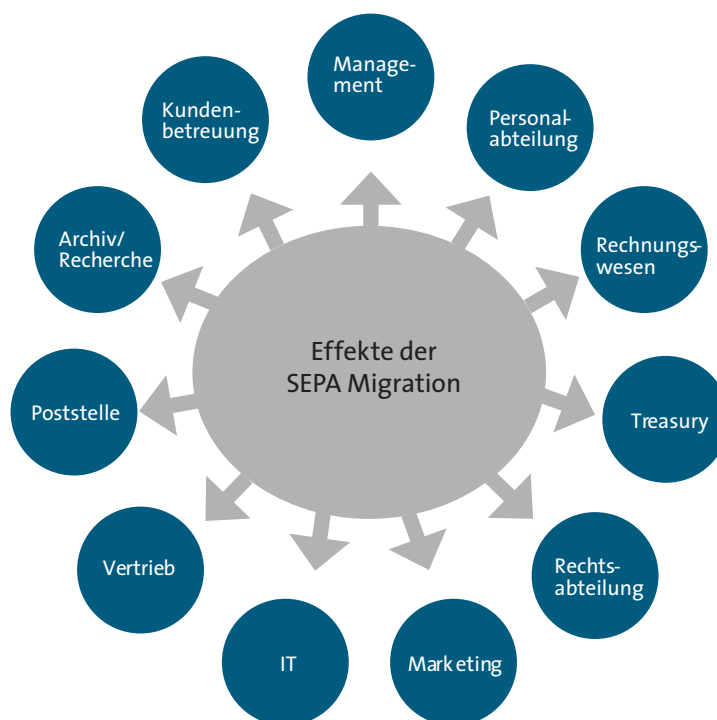 Manage-
ment
Personal-
abteilung
Rechnungs-
wesen
Treasury
Rechts-
abteilung
Marketing
IT
Vertrieb
Poststelle
Archiv/
Recherche
Kunden-
betreuung
Effekte der
SEPA Migration